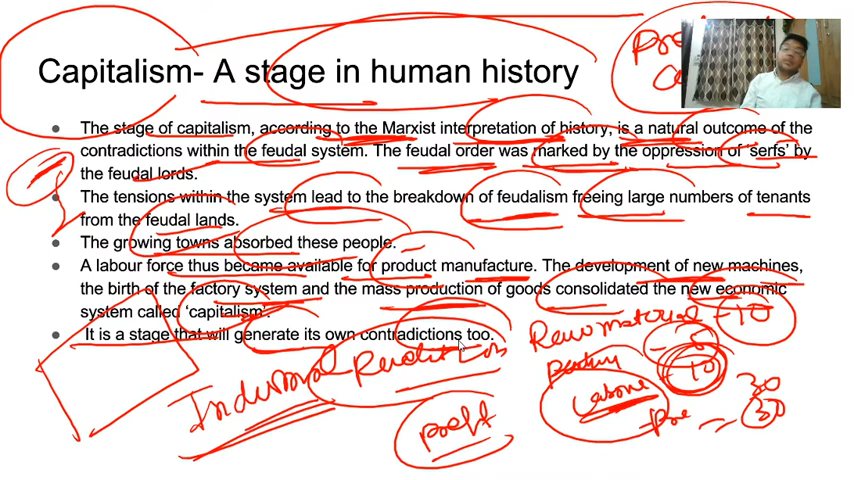 Capitalism- A stage in human history
The stage of capitalism, according to the Marxist interpretation of history, is a natural outcome of the
contradictions within the feudal system. The feudal order was marked by the oppression of 'serfs' by
the feudal lords.
The tensions within the system lead to the breakdown of feudalism freeing large numbers of tenants
from the feudal lands.
The growing towns absorbed these people.
A labour force thus became available for product manufacture. The development of new machines,
the birth of the factory system and the mass production of goods consolidated the new economic
system called 'capitalism'.
It is a stage that will generate its own contradictions too.
Raw material - 10
5
10
Labour
30
= 30
Profit